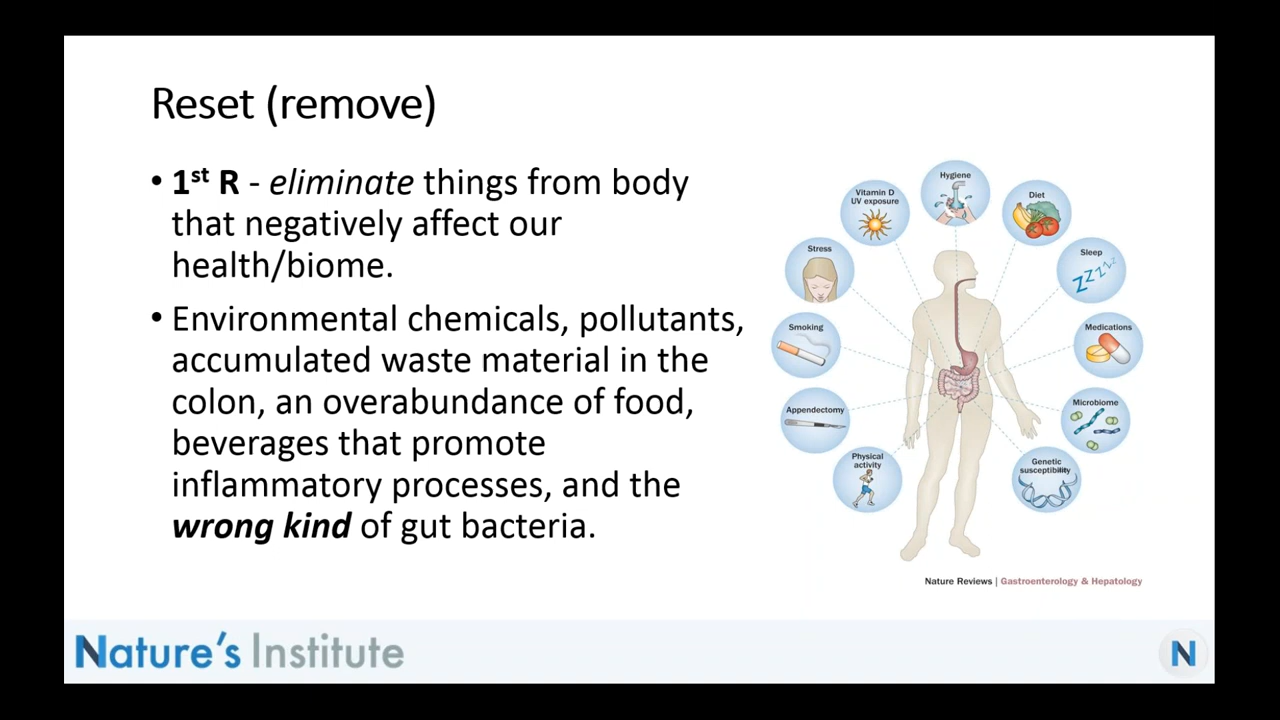 Reset (remove)
• 1st R - eliminate things from body
that negatively affect our
health/biome.
• Environmental chemicals, pollutants,
accumulated waste material in the
colon, an overabundance of food,
beverages that promote
inflammatory processes, and the
wrong kind of gut bacteria.
Hygiene
Vitamin D
UV exposure
Diet
Stress
Sleep
ZZZZZ
Smoking
Medications
Appendectomy
Microbiome
Physical
activity
Genetic
susceptibility
Nature Reviews | Gastroenterology & Hepatology
Nature's Institute
N